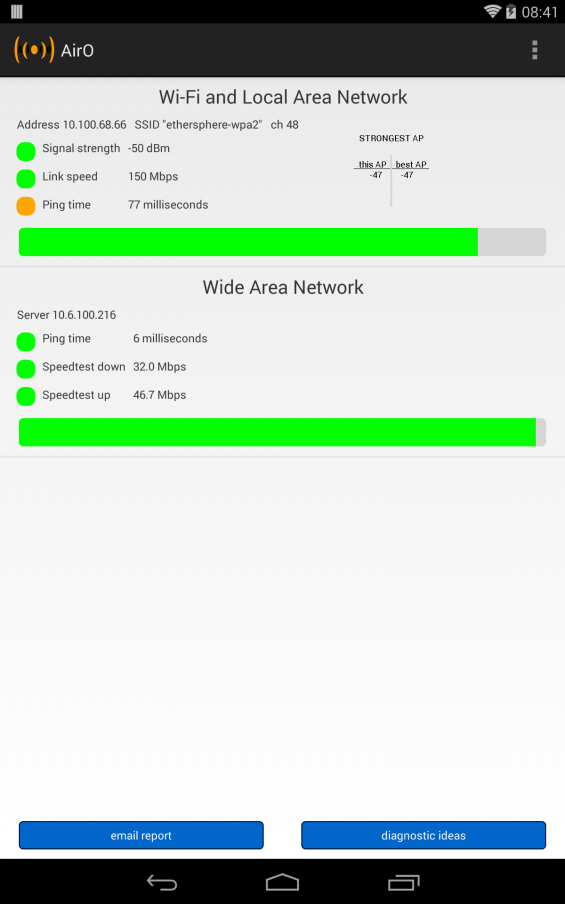 08:41
AirO
Wi-Fi and Local Area Network
Address 10.100.68.66 SSID "ethersphere-wpa2" ch 48
STRONGEST AP
Signal strength -50 dBm
this AP best AP
Link speed 150 Mbps
-47 -47
Ping time 77 milliseconds
Wide Area Network
Server 10.6.100.216
Ping time 6 milliseconds
Speedtest down 32.0 Mbps
Speedtest up 46.7 Mbps
email report diagnostic ideas